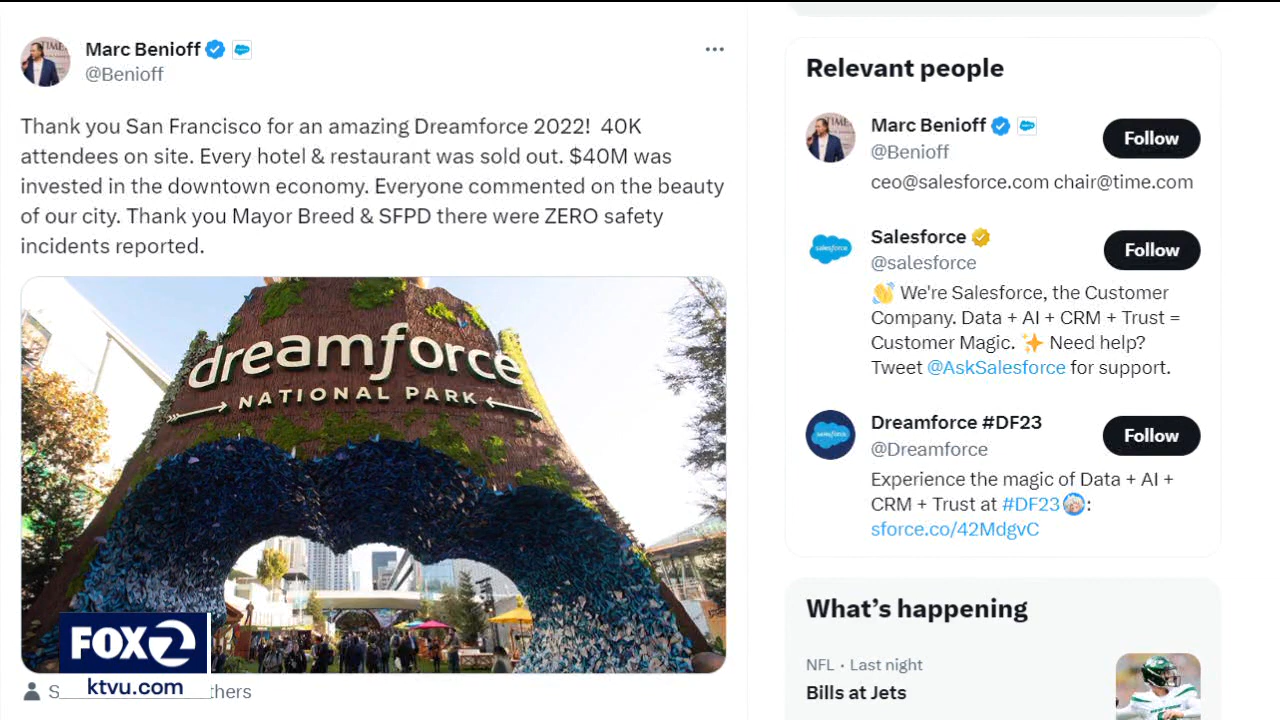 Marc Benioff
@Benioff
Thank you San Francisco for an amazing Dreamforce 2022! 40K
attendees on site. Every hotel & restaurant was sold out. $40M was
invested in the downtown economy. Everyone commented on the beauty
of our city. Thank you Mayor Breed & SFPD there were ZERO safety
incidents reported.
dreamforce
NATIONAL PARK
FOX 2
ktvu.com
Relevant people
Marc Benioff
@Benioff
Follow
ceo@salesforce.com chair@time.com
Salesforce
@salesforce
Follow
We're Salesforce, the Customer
Company. Data + AI + CRM + Trust =
Customer Magic. ✨ Need help?
Tweet @AskSalesforce for support.
salesforce
Dreamforce #DF23
@Dreamforce
Follow
Experience the magic of Data + AI +
CRM + Trust at #DF23:
sforce.co/42MdgvC
salesforce
What's happening
NFL · Last night
Bills at Jets